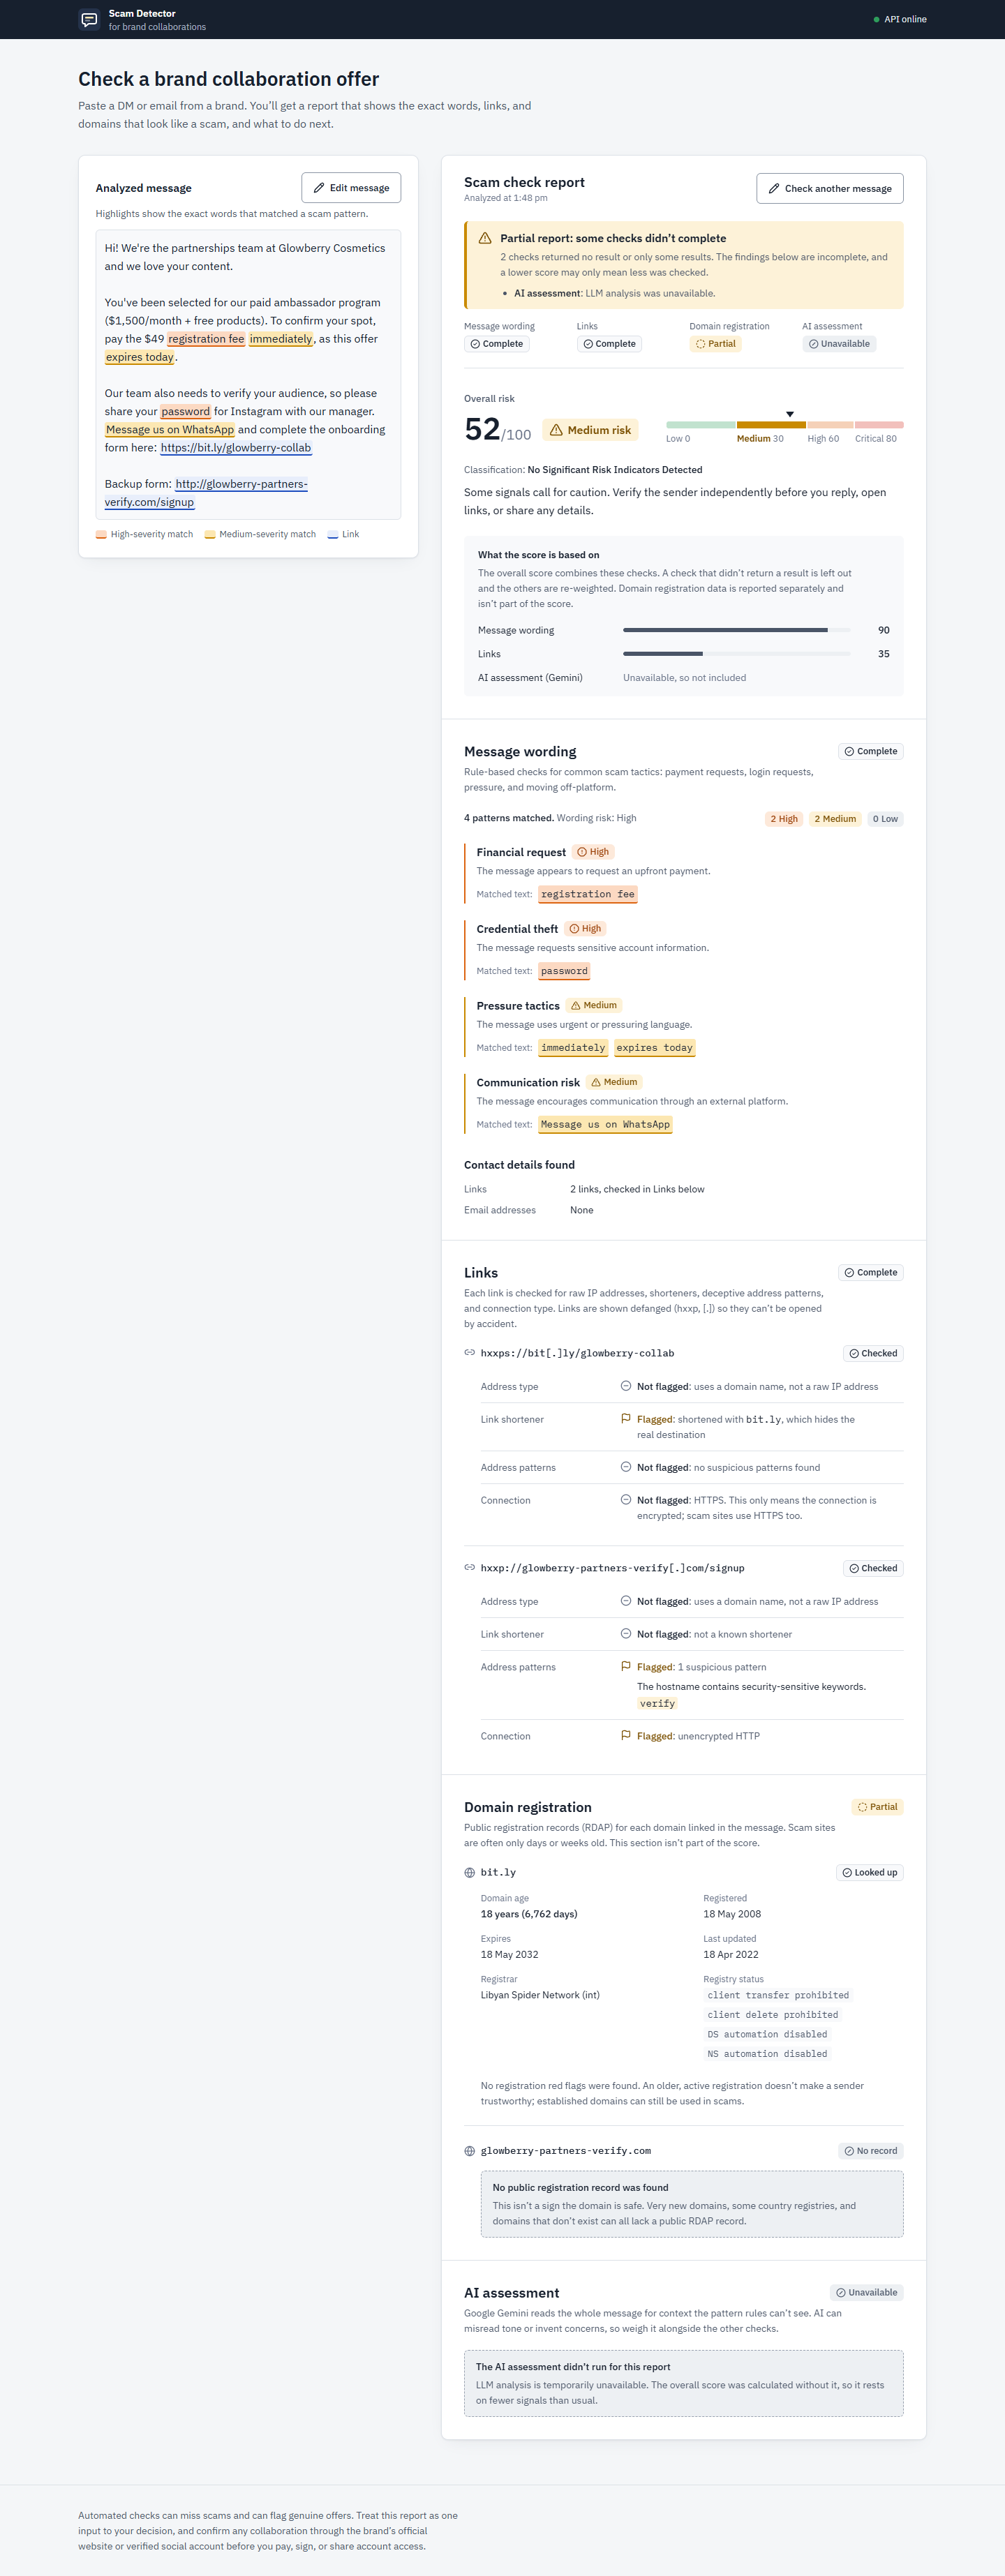 Scam Detector
for brand collaborations
API online
Check a brand collaboration offer
Paste a DM or email from a brand. You’ll get a report that shows the exact words, links, and
domains that look like a scam, and what to do next.
Analyzed message
Edit message
Highlights show the exact words that matched a scam pattern.
Hi! We're the partnerships team at Glowberry Cosmetics
and we love your content.
You've been selected for our paid ambassador program
($1,500/month + free products). To confirm your spot,
pay the $49 registration fee immediately, as this offer
expires today.
Our team also needs to verify your audience, so please
share your password for Instagram with our manager.
Message us on WhatsApp and complete the onboarding
form here: https://bit.ly/glowberry-collab
Backup form: http://glowberry-partners-
verify.com/signup
High-severity match
Medium-severity match
Link
Scam check report
Analyzed at 1:48 pm
Check another message
Partial report: some checks didn’t complete
2 checks returned no result or only some results. The findings below are incomplete, and
a lower score may only mean less was checked.
• AI assessment: LLM analysis was unavailable.
Message wording
Complete
Links
Complete
Domain registration
Partial
AI assessment
Unavailable
Overall risk
52/100
Medium risk
Low 0
Medium 30
High 60
Critical 80
Classification: No Significant Risk Indicators Detected
Some signals call for caution. Verify the sender independently before you reply, open
links, or share any details.
What the score is based on
The overall score combines these checks. A check that didn’t return a result is left out
and the others are re-weighted. Domain registration data is reported separately and
isn’t part of the score.
Message wording 90
Links 35
AI assessment (Gemini) Unavailable, so not included
Message wording
Complete
Rule-based checks for common scam tactics: payment requests, login requests,
pressure, and moving off-platform.
4 patterns matched. Wording risk: High
2 High
2 Medium
0 Low
Financial request High
The message appears to request an upfront payment.
Matched text: registration fee
Credential theft High
The message requests sensitive account information.
Matched text: password
Pressure tactics Medium
The message uses urgent or pressuring language.
Matched text: immediately expires today
Communication risk Medium
The message encourages communication through an external platform.
Matched text: Message us on WhatsApp
Contact details found
Links 2 links, checked in Links below
Email addresses None
Links
Complete
Each link is checked for raw IP addresses, shorteners, deceptive address patterns,
and connection type. Links are shown defanged (hxxp, [.]) so they can’t be opened
by accident.
hxxps://bit[.]ly/glowberry-collab
Checked
Address type Not flagged: uses a domain name, not a raw IP address
Link shortener Flagged: shortened with bit.ly, which hides the
real destination
Address patterns Not flagged: no suspicious patterns found
Connection Not flagged: HTTPS. This only means the connection is
encrypted; scam sites use HTTPS too.
hxxp://glowberry-partners-verify[.]com/signup
Checked
Address type Not flagged: uses a domain name, not a raw IP address
Link shortener Not flagged: not a known shortener
Address patterns Flagged: 1 suspicious pattern
The hostname contains security-sensitive keywords.
verify
Connection Flagged: unencrypted HTTP
Domain registration
Partial
Public registration records (RDAP) for each domain linked in the message. Scam sites
are often only days or weeks old. This section isn’t part of the score.
bit.ly
Looked up
Domain age
18 years (6,762 days)
Registered
18 May 2008
Expires
18 May 2032
Last updated
18 Apr 2022
Registrar
Libyan Spider Network (int)
Registry status
client transfer prohibited
client delete prohibited
DS automation disabled
NS automation disabled
No registration red flags were found. An older, active registration doesn’t make a sender
trustworthy; established domains can still be used in scams.
glowberry-partners-verify.com
No record
No public registration record was found
This isn’t a sign the domain is safe. Very new domains, some country registries, and
domains that don’t exist can all lack a public RDAP record.
AI assessment
Unavailable
Google Gemini reads the whole message for context the pattern rules can’t see. AI can
misread tone or invent concerns, so weigh it alongside the other checks.
The AI assessment didn’t run for this report
LLM analysis is temporarily unavailable. The overall score was calculated without it, so it rests
on fewer signals than usual.
Automated checks can miss scams and can flag genuine offers. Treat this report as one
input to your decision, and confirm any collaboration through the brand’s official
website or verified social account before you pay, sign, or share account access.